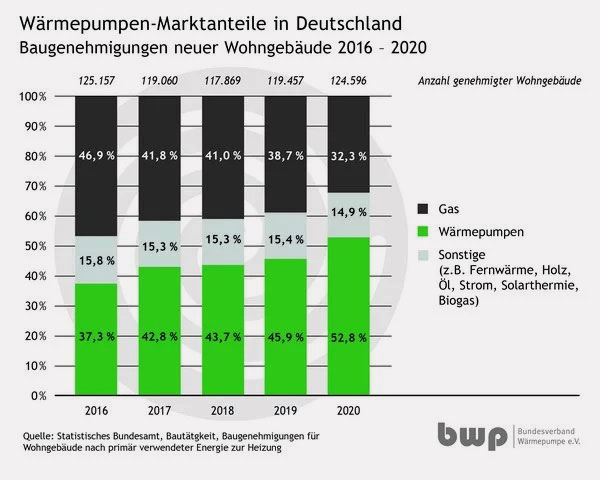 Wärmepumpen-Marktanteile in Deutschland
Baugenehmigungen neuer Wohngebäude 2016 – 2020
125.157 119.060 117.869 119.457 124.596 Anzahl genehmigter Wohngebäude
100%
90%
80%
70%
60%
50%
40%
30%
20%
10%
0%
46,9 % 41,8 % 41,0% 38,7 % 32,3 %
15,8 % 15,3 % 15,3 % 15,4 % 14,9 %
37,3 % 42,8 % 43,7 % 45,9 % 52,8 %
2016 2017 2018 2019 2020
Gas
Wärmepumpen
Sonstige
(z.B. Fernwärme, Holz,
Öl, Strom, Solarthermie,
Biogas)
Quelle: Statistisches Bundesamt, Bautätgkeit, Baugenehmigungen für
Wohngebäude nach primär verwendeter Energie zur Heizung
bwp
Bundesverband
Wärmepumpe e.V.